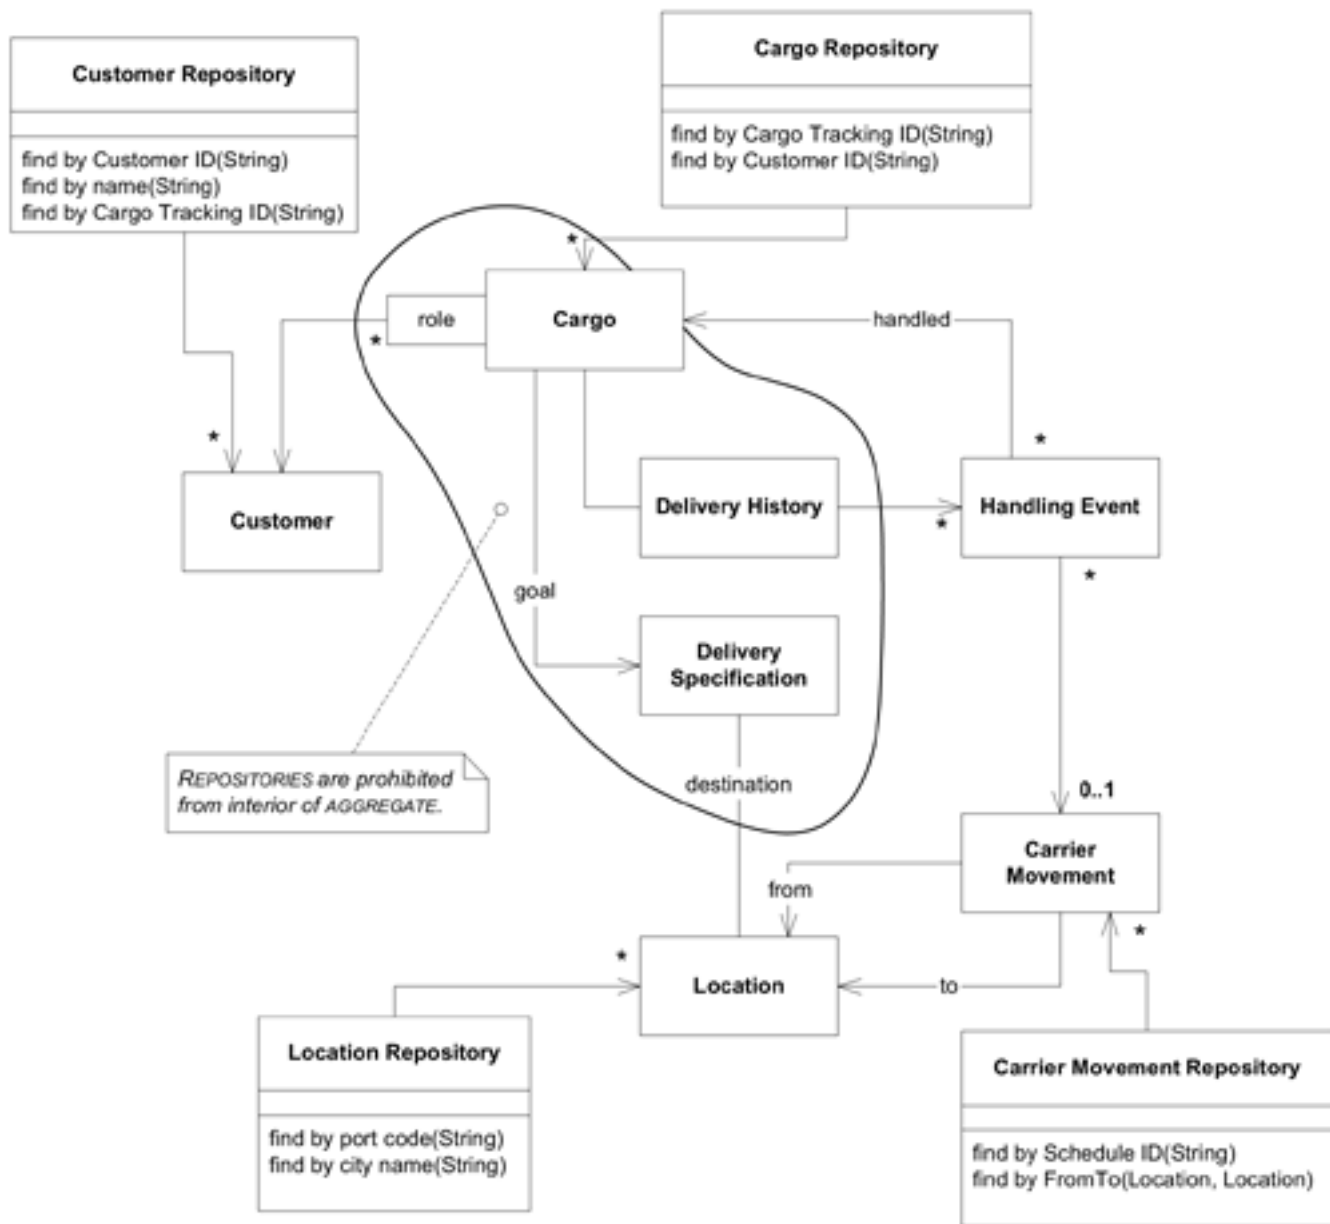 Customer Repository
find by Customer ID(String)
find by name(String)
find by Cargo Tracking ID(String)
Cargo Repository
find by Cargo Tracking ID(String)
find by Customer ID(String)
*
role
Cargo
handled
*
*
*
Customer
Delivery History
*
Handling Event
*
goal
Delivery
Specification
REPOSITORIES are prohibited
from interior of AGGREGATE.
destination
0..1
Carrier
Movement
from
*
*
Location
to
Location Repository
find by port code(String)
find by city name(String)
Carrier Movement Repository
find by Schedule ID(String)
find by FromTo(Location, Location)